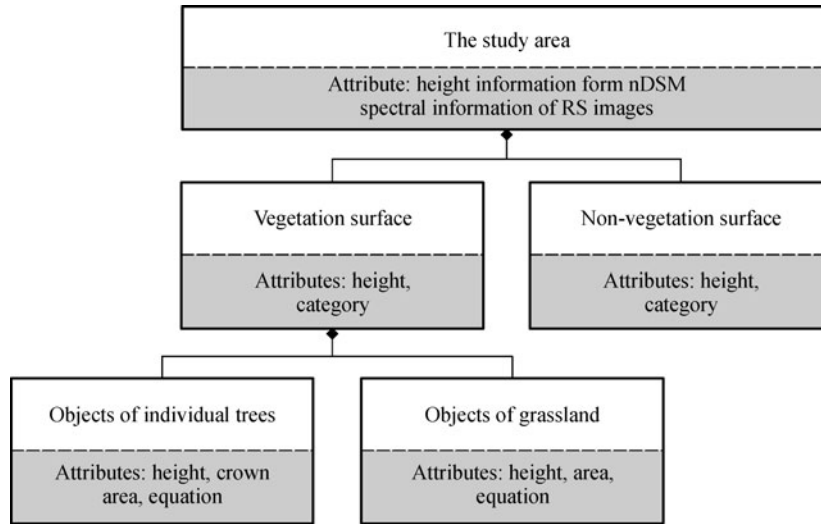 The study area
Attribute: height information form nDSM
spectral information of RS images
Vegetation surface
Attributes: height,
category
Non-vegetation surface
Attributes: height,
category
Objects of individual trees
Attributes: height, crown
area, equation
Objects of grassland
Attributes: height, area,
equation